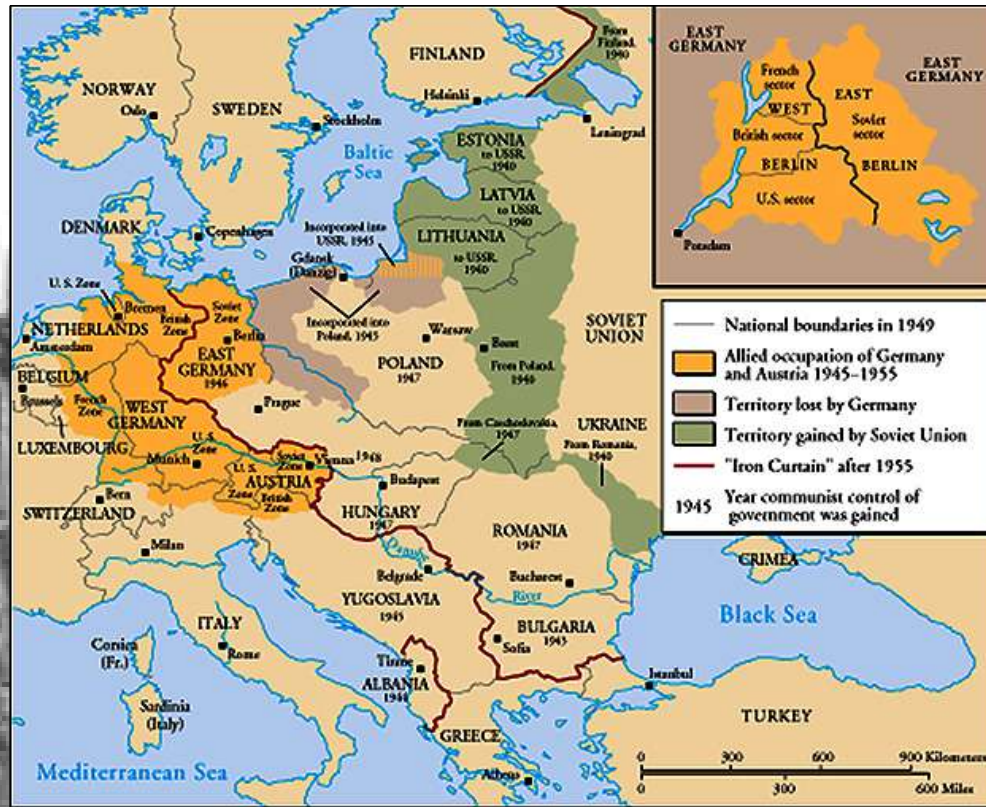 NORWAY
Oslo
SWEDEN
Stockholm
FINLAND
Helsinki
From
Finland,
1940
Leningrad
Baltic
Sea
ESTONIA
to USSR
1940
LATVIA
to USSR,
1940
LITHUANIA
to USSR,
1940
DENMARK
Copenhagen
Incorporated into
USSR, 1945
Gdansk
(Danzig)
U. S. Zone
Bremen
British
Zone
Soviet
Zone
Berlin
NETHERLANDS
Amsterdam
EAST
GERMANY
1946
Incorporated into
Poland, 1945
Warsaw
POLAND
1947
From Poland,
1940
SOVIET
UNION
BELGIUM
Brussels
French
Zone
WEST
GERMANY
LUXEMBOURG
Prague
From Czechoslovakia,
1947
UKRAINE
From Romania,
1940
U.S.
Zone
Munich
Soviet
Zone
Vienna 1948
U. S.
Zone
AUSTRIA
British
Zone
Bern
SWITZERLAND
Budapest
HUNGARY
1947
Milan
ROMANIA
1947
Danube
River
Belgrade
Bucharest
CRIMEA
YUGOSLAVIA
1945
BULGARIA
Sofia
Black Sea
ITALY
Rome
Corsica
(Fr.)
Sardinia
(Italy)
Tirane
ALBANIA
1944
Istanbul
TURKEY
GREECE
Athens
Mediterranean Sea
0 300 600 900 Kilometers
0 300 600 Miles
EAST
GERMANY
EAST
GERMANY
French
sector
WEST
British
sector
BERLIN
U.S. sector
EAST
Soviet
sector
BERLIN
Potsdam
National boundaries in 1949
Allied occupation of Germany
and Austria 1945–1955
Territory lost by Germany
Territory gained by Soviet Union
"Iron Curtain" after 1955
1945 Year communist control of
government was gained